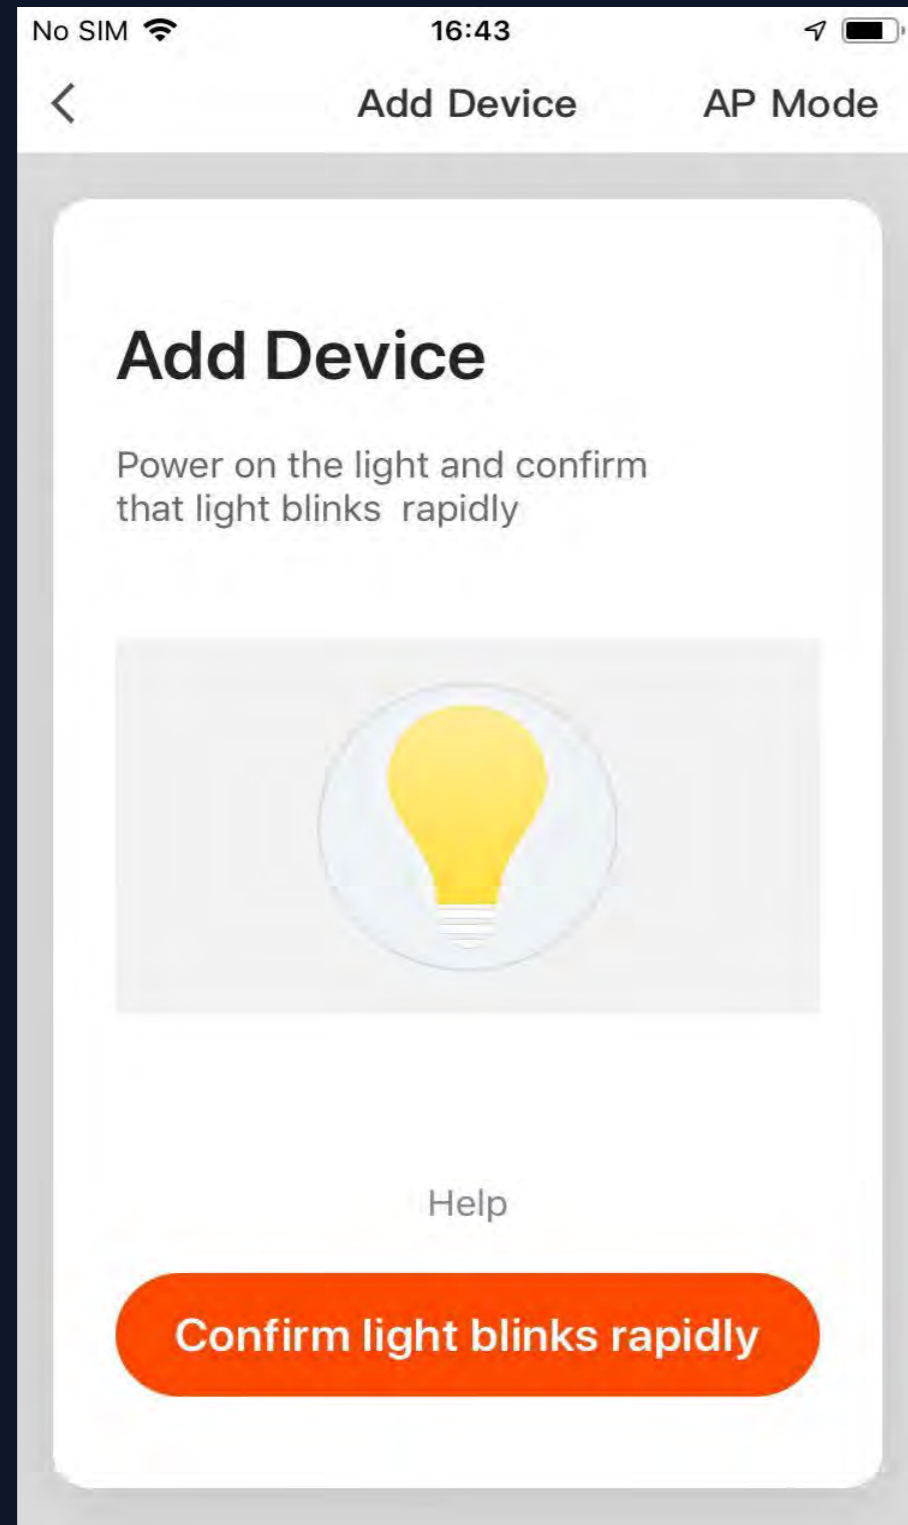 No SIM 16:43
Add Device AP Mode
Add Device
Power on the light and confirm
that light blinks rapidly
Help
Confirm light blinks rapidly